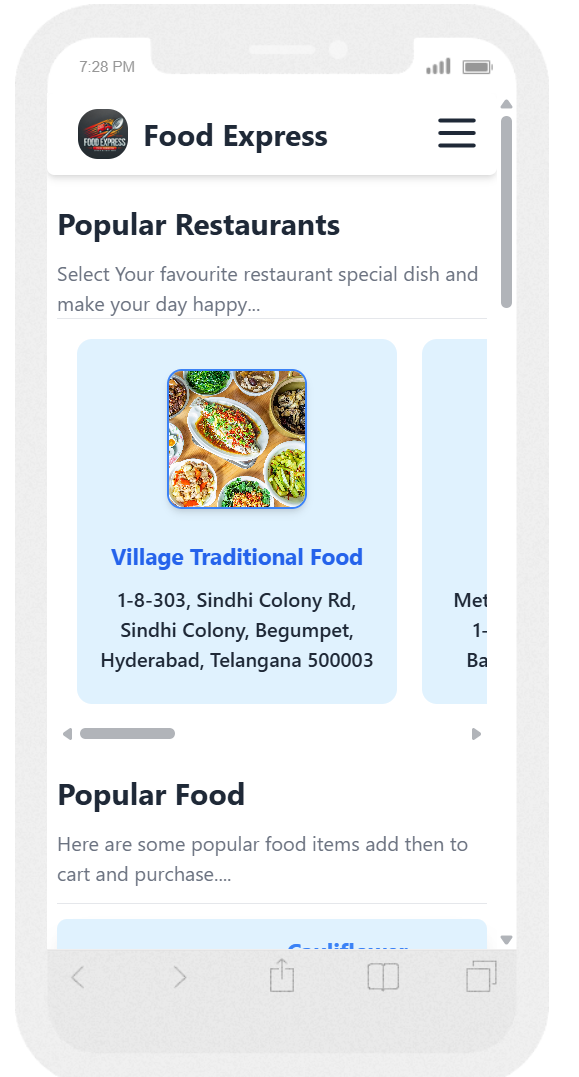 7:28 PM
FOOD EXPRESS
Food Express
Popular Restaurants
Select Your favourite restaurant special dish and
make your day happy...
Village Traditional Food
1-8-303, Sindhi Colony Rd,
Sindhi Colony, Begumpet,
Hyderabad, Telangana 500003
Met
1-
Ba
Popular Food
Here are some popular food items add then to
cart and purchase....
Cauliflower